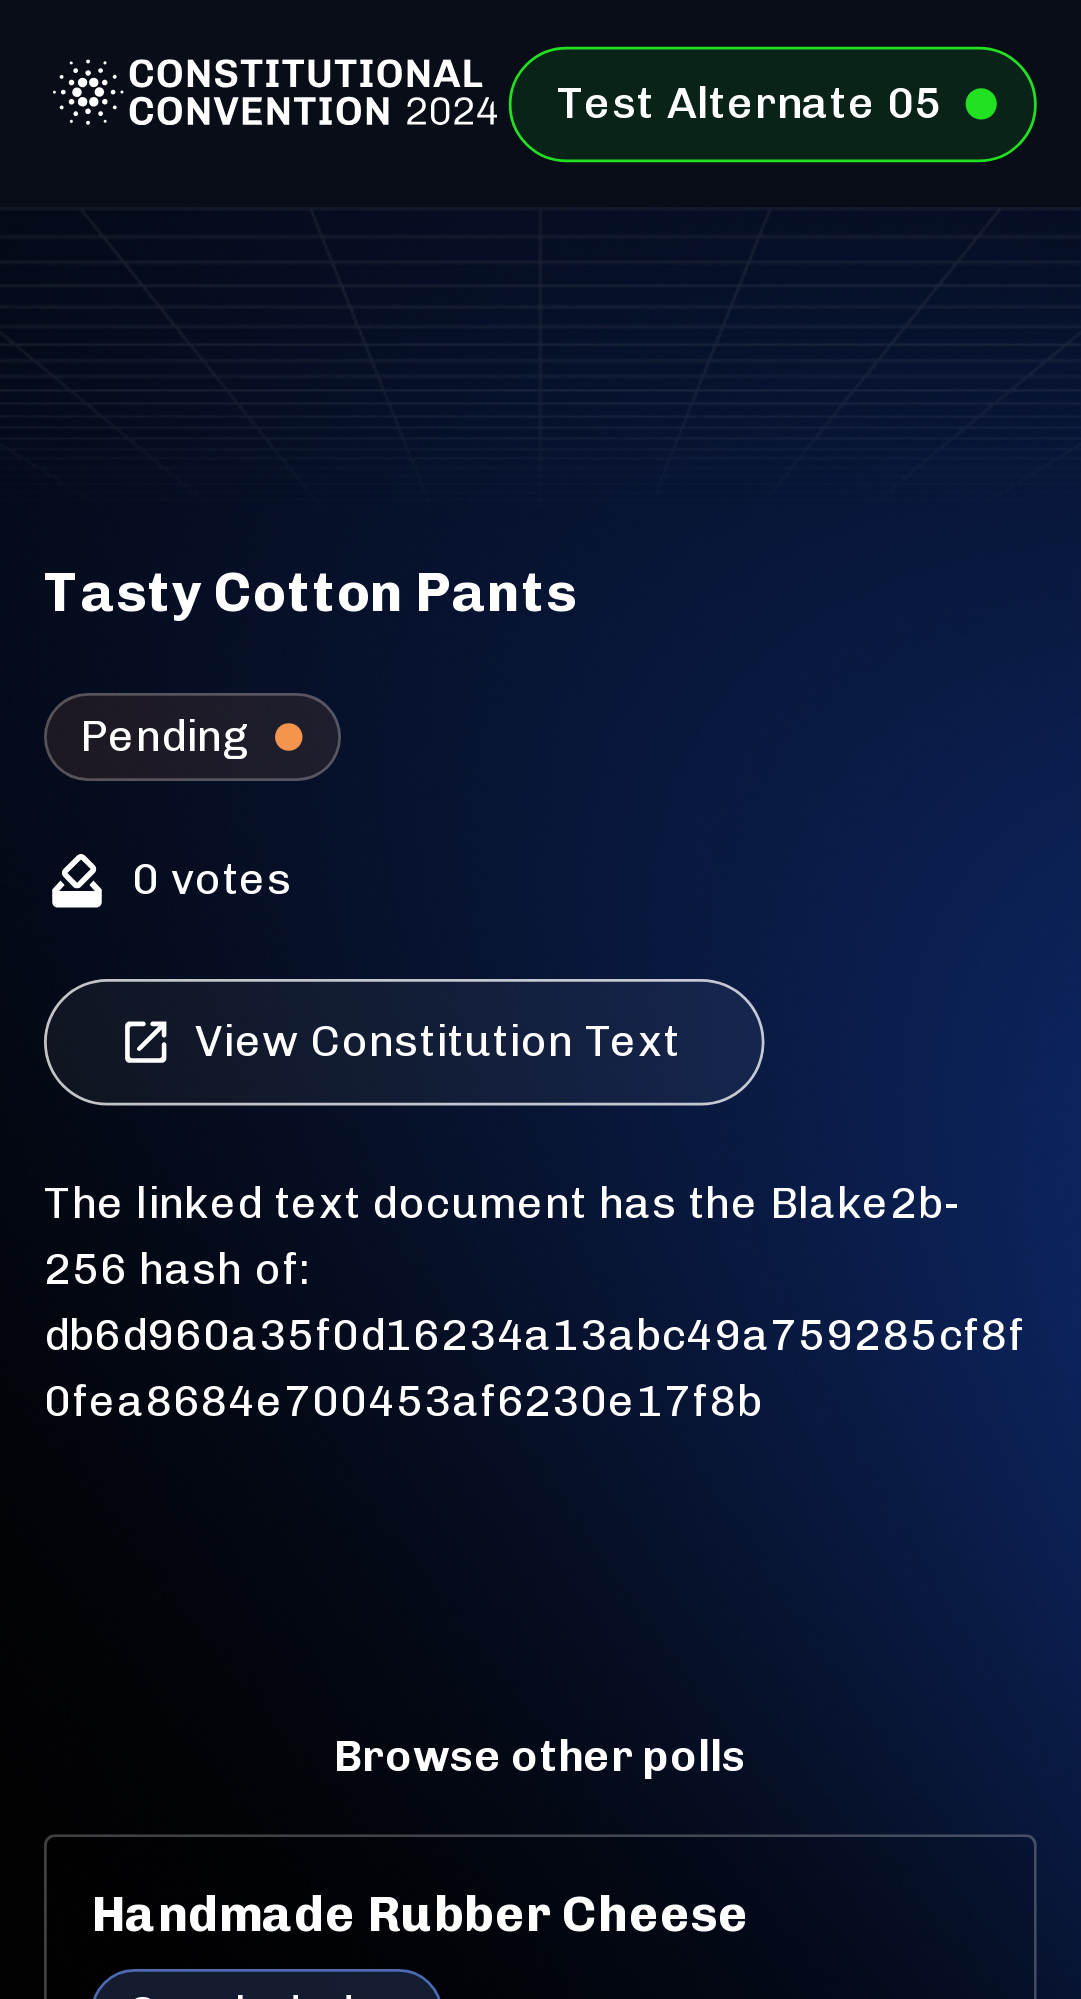 CONSTITUTIONAL
CONVENTION 2024
Test Alternate 05
Tasty Cotton Pants
Pending
0 votes
View Constitution Text
The linked text document has the Blake2b-
256 hash of:
db6d960a35f0d16234a13abc49a759285cf8f
0fea8684e700453af6230e17f8b
Browse other polls
Handmade Rubber Cheese